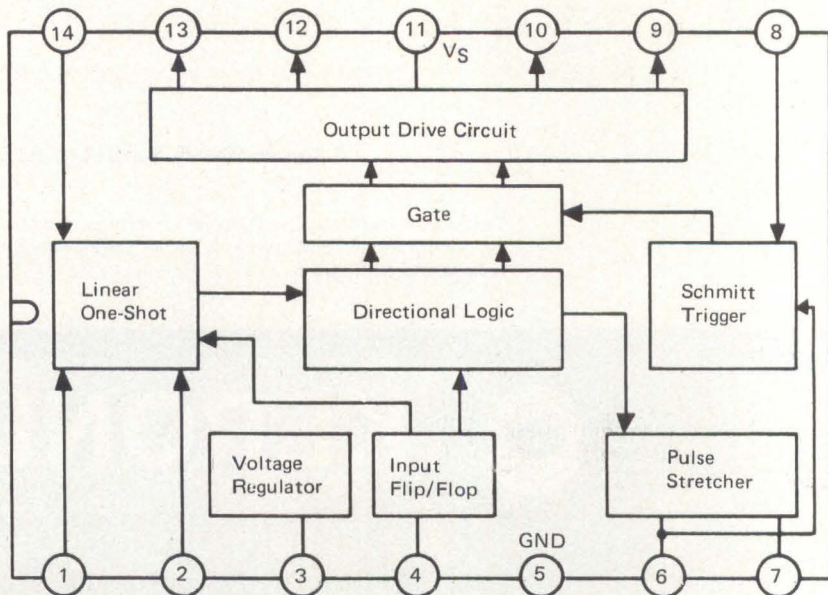 14 13 12 11 10 9 8
VS
Output Drive Circuit
Gate
Linear
One-Shot
Directional Logic
Schmitt
Trigger
Voltage
Regulator
Input
Flip/Flop
Pulse
Stretcher
GND
1 2 3 4 5 6 7